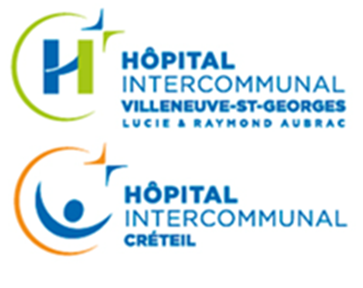 H
HÔPITAL
INTERCOMMUNAL
VILLENEUVE-ST-GEORGES
LUCIE & RAYMOND AUBRAC
HÔPITAL
INTERCOMMUNAL
CRÉTEIL